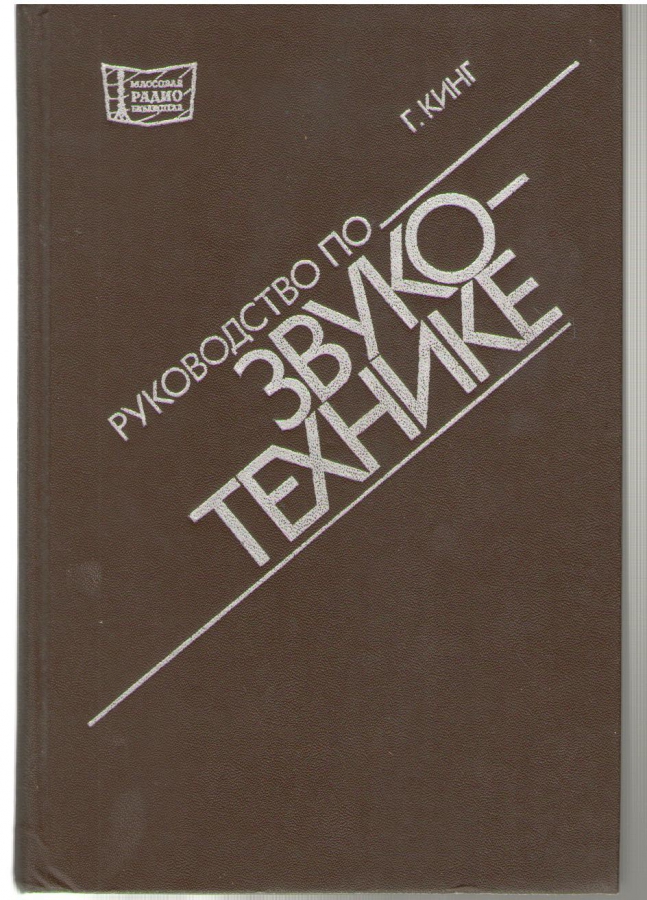 МАССОВАЯ
РАДИО
БИБЛИОТЕКА
Г. КИНГ
РУКОВОДСТВО ПО
ЗВУКО-
ТЕХНИКЕ